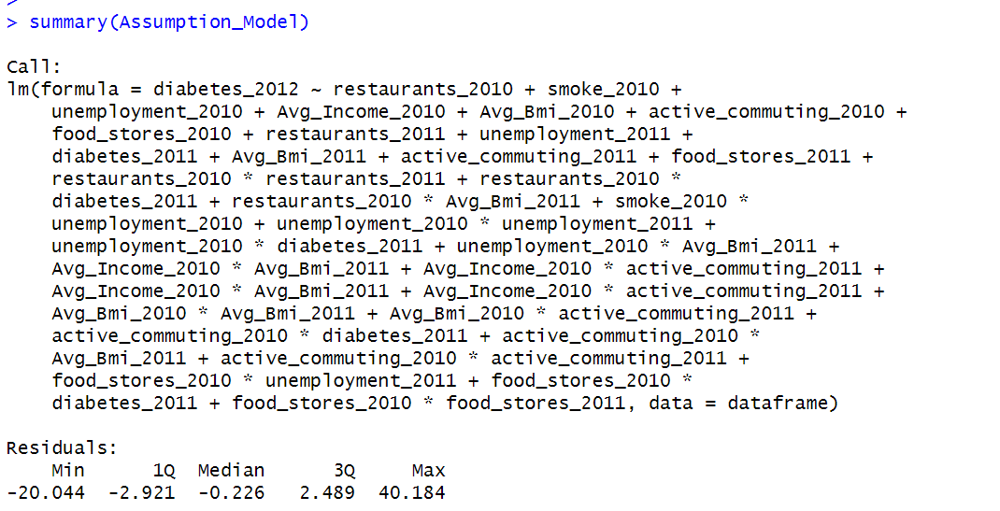 >
> summary(Assumption_Model)
Call:
lm(formula = diabetes_2012 ~ restaurants_2010 + smoke_2010 +
    unemployment_2010 + Avg_Income_2010 + Avg_Bmi_2010 + active_commuting_2010 +
    food_stores_2010 + restaurants_2011 + unemployment_2011 +
    diabetes_2011 + Avg_Bmi_2011 + active_commuting_2011 + food_stores_2011 +
    restaurants_2010 * restaurants_2011 + restaurants_2010 *
    diabetes_2011 + restaurants_2010 * Avg_Bmi_2011 + smoke_2010 *
    unemployment_2010 + unemployment_2010 * unemployment_2011 +
    unemployment_2010 * diabetes_2011 + unemployment_2010 * Avg_Bmi_2011 +
    Avg_Income_2010 * Avg_Bmi_2011 + Avg_Income_2010 * active_commuting_2011 +
    Avg_Income_2010 * Avg_Bmi_2011 + Avg_Income_2010 * active_commuting_2011 +
    Avg_Bmi_2010 * Avg_Bmi_2011 + Avg_Bmi_2010 * active_commuting_2011 +
    active_commuting_2010 * diabetes_2011 + active_commuting_2010 *
    Avg_Bmi_2011 + active_commuting_2010 * active_commuting_2011 +
    food_stores_2010 * unemployment_2011 + food_stores_2010 *
    diabetes_2011 + food_stores_2010 * food_stores_2011, data = dataframe)
Residuals:
    Min      1Q  Median      3Q     Max
-20.044  -2.921  -0.226   2.489  40.184